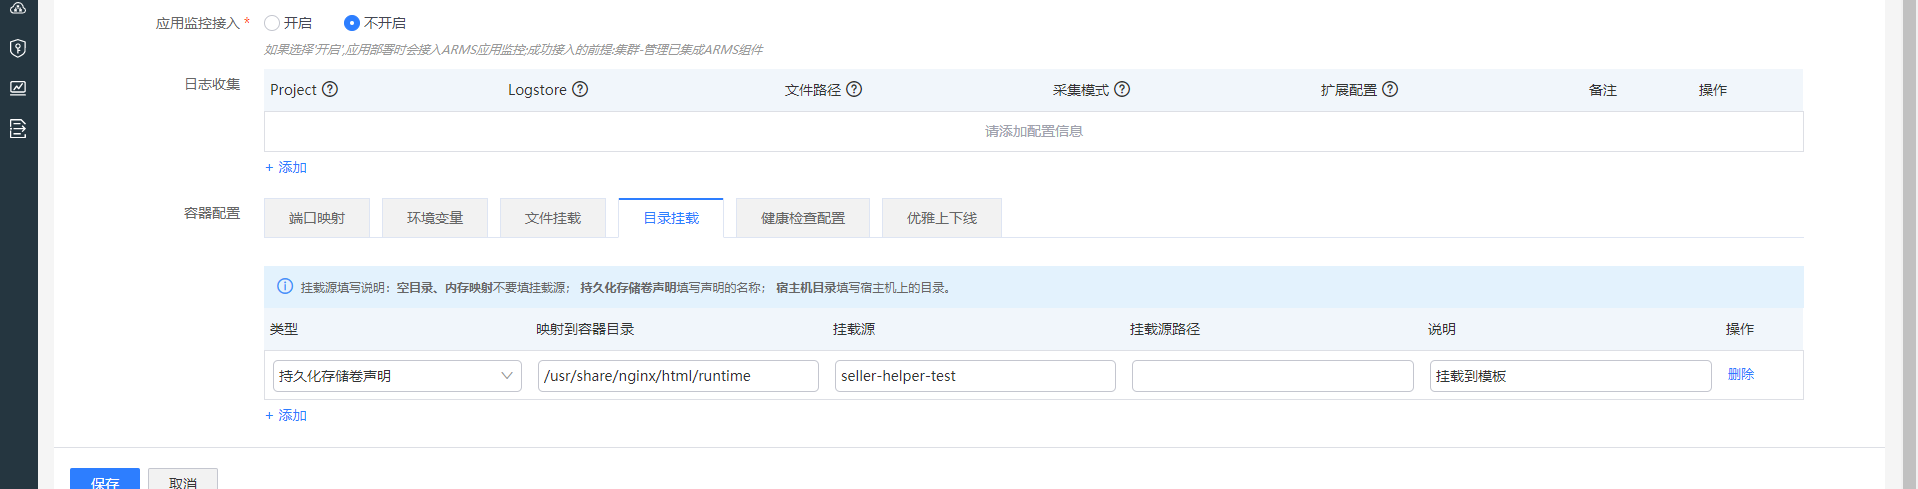 应用监控接入 * 开启 不开启
如果选择'开启',应用部署时会接入ARMS应用监控;成功接入的前提:集群-管理已集成ARMS组件
日志收集
Project Logstore 文件路径 采集模式 扩展配置 备注 操作
请添加配置信息
+ 添加
容器配置
端口映射 环境变量 文件挂载 目录挂载 健康检查配置 优雅上下线
挂载源填写说明：空目录、内存映射不要填挂载源； 持久化存储卷声明填写声明的名称； 宿主机目录填写宿主机上的目录。
类型 映射到容器目录 挂载源 挂载源路径 说明 操作
持久化存储卷声明 /usr/share/nginx/html/runtime seller-helper-test 挂载到模板 删除
+ 添加
保存 取消